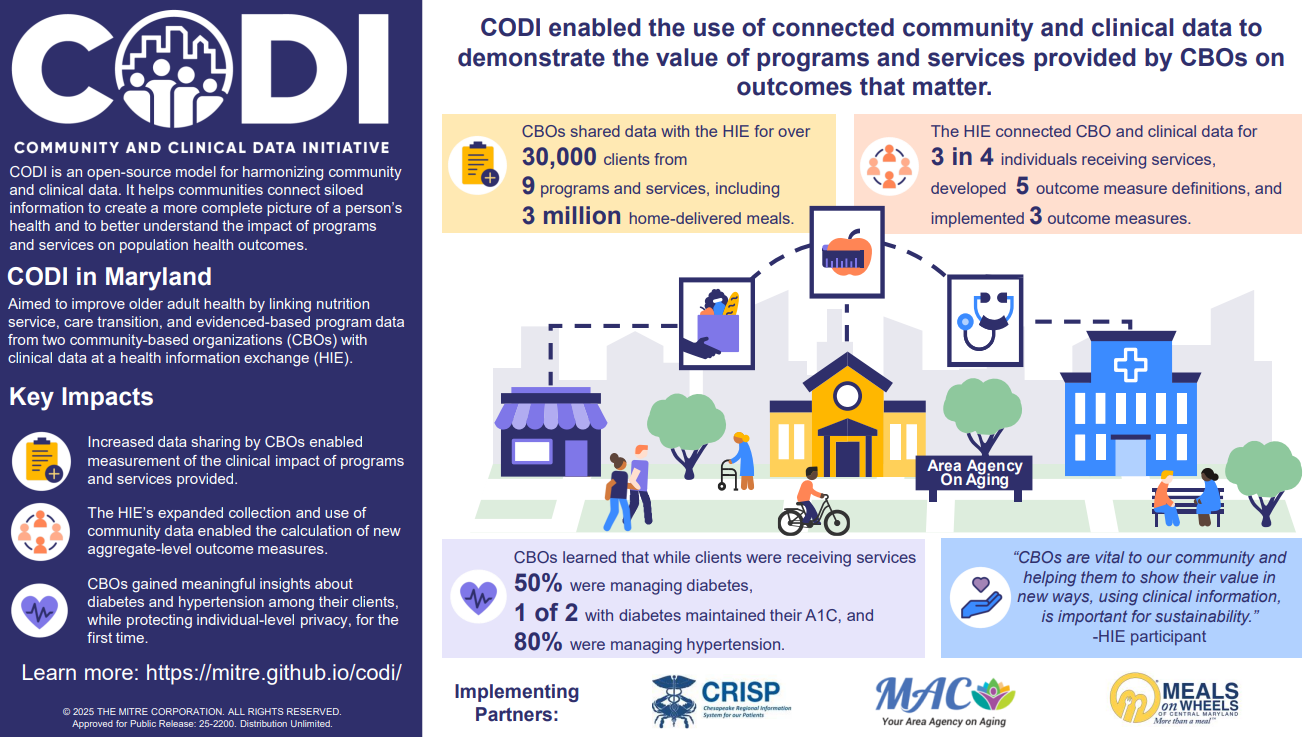 CODI
COMMUNITY AND CLINICAL DATA INITIATIVE
CODI is an open-source model for harmonizing community
and clinical data. It helps communities connect siloed
information to create a more complete picture of a person's
health and to better understand the impact of programs
and services on population health outcomes.
CODI in Maryland
Aimed to improve older adult health by linking nutrition
service, care transition, and evidenced-based program data
from two community-based organizations (CBOs) with
clinical data at a health information exchange (HIE).
Key Impacts
Increased data sharing by CBOs enabled
measurement of the clinical impact of programs
and services provided.
The HIE's expanded collection and use of
community data enabled the calculation of new
aggregate-level outcome measures.
CBOs gained meaningful insights about
diabetes and hypertension among their clients,
while protecting individual-level privacy, for the
first time.
Learn more: https://mitre.github.io/codi/
© 2025 THE MITRE CORPORATION. ALL RIGHTS RESERVED.
Approved for Public Release: 25-2200. Distribution Unlimited.
CODI enabled the use of connected community and clinical data to
demonstrate the value of programs and services provided by CBOs on
outcomes that matter.
CBOs shared data with the HIE for over
30,000 clients from
9 programs and services, including
3 million home-delivered meals.
The HIE connected CBO and clinical data for
3 in 4 individuals receiving services,
developed 5 outcome measure definitions, and
implemented 3 outcome measures.
Area Agency
On Aging
CBOs learned that while clients were receiving services
50% were managing diabetes,
1 of 2 with diabetes maintained their A1C, and
80% were managing hypertension.
“CBOs are vital to our community and
helping them to show their value in
new ways, using clinical information,
is important for sustainability.”
-HIE participant
Implementing
Partners:
CRISP
Chesapeake Regional Information
System for our Patients
MAC
Your Area Agency on Aging
MEALS
on WHEELS
OF CENTRAL MARYLAND
More than a meal™